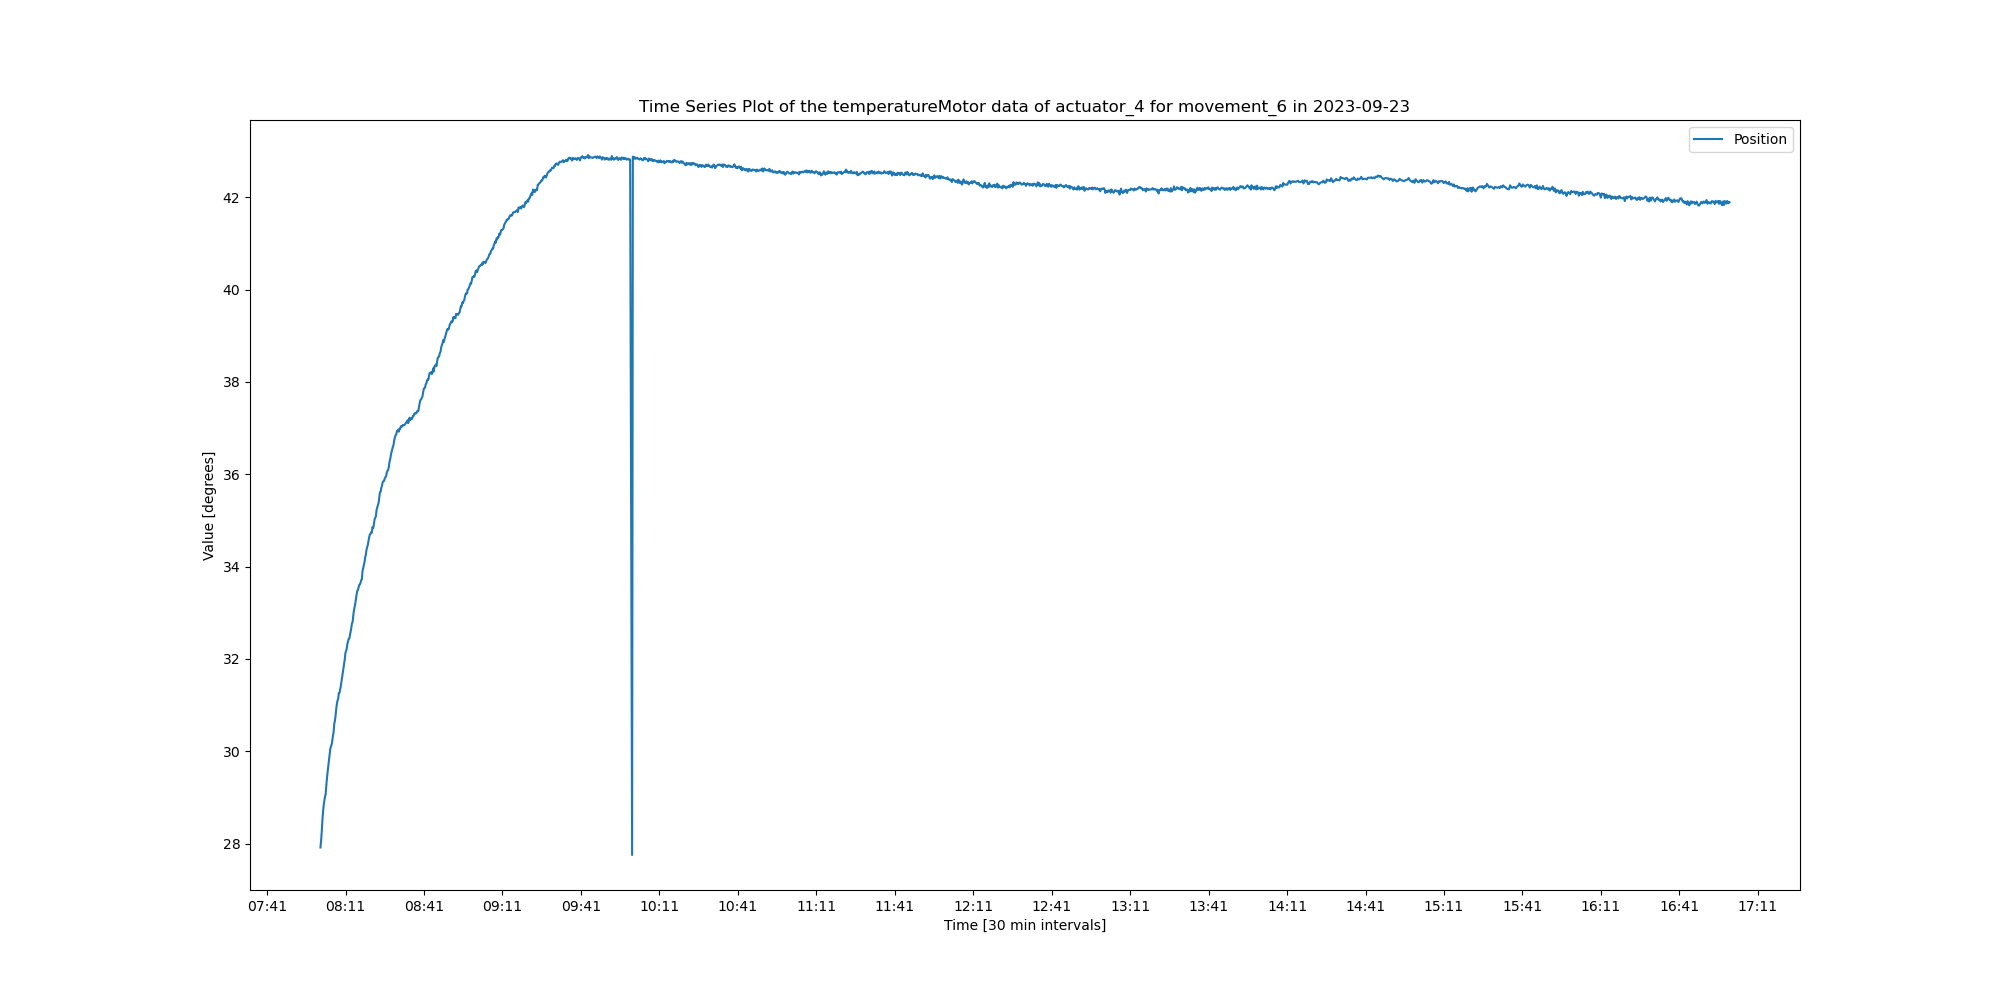 Time Series Plot of the temperatureMotor data of actuator_4 for movement_6 in 2023-09-23
Position
Value [degrees]
42
40
38
36
34
32
30
28
07:41 08:11 08:41 09:11 09:41 10:11 10:41 11:11 11:41 12:11 12:41 13:11 13:41 14:11 14:41 15:11 15:41 16:11 16:41 17:11
Time [30 min intervals]